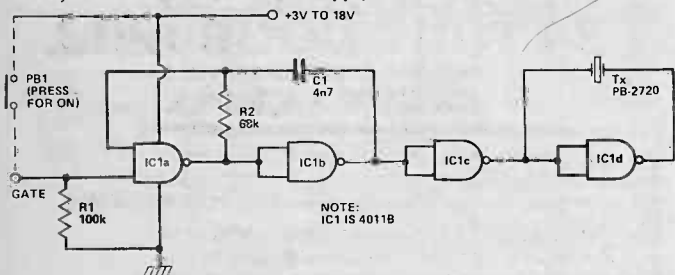 +3V TO 18V
PB1
(PRESS
FOR ON)
C1
4n7
Tx
PB-2720
R2
68k
IC1a
IC1b
IC1c
IC1d
GATE
R1
100k
NOTE:
IC1 IS 4011B